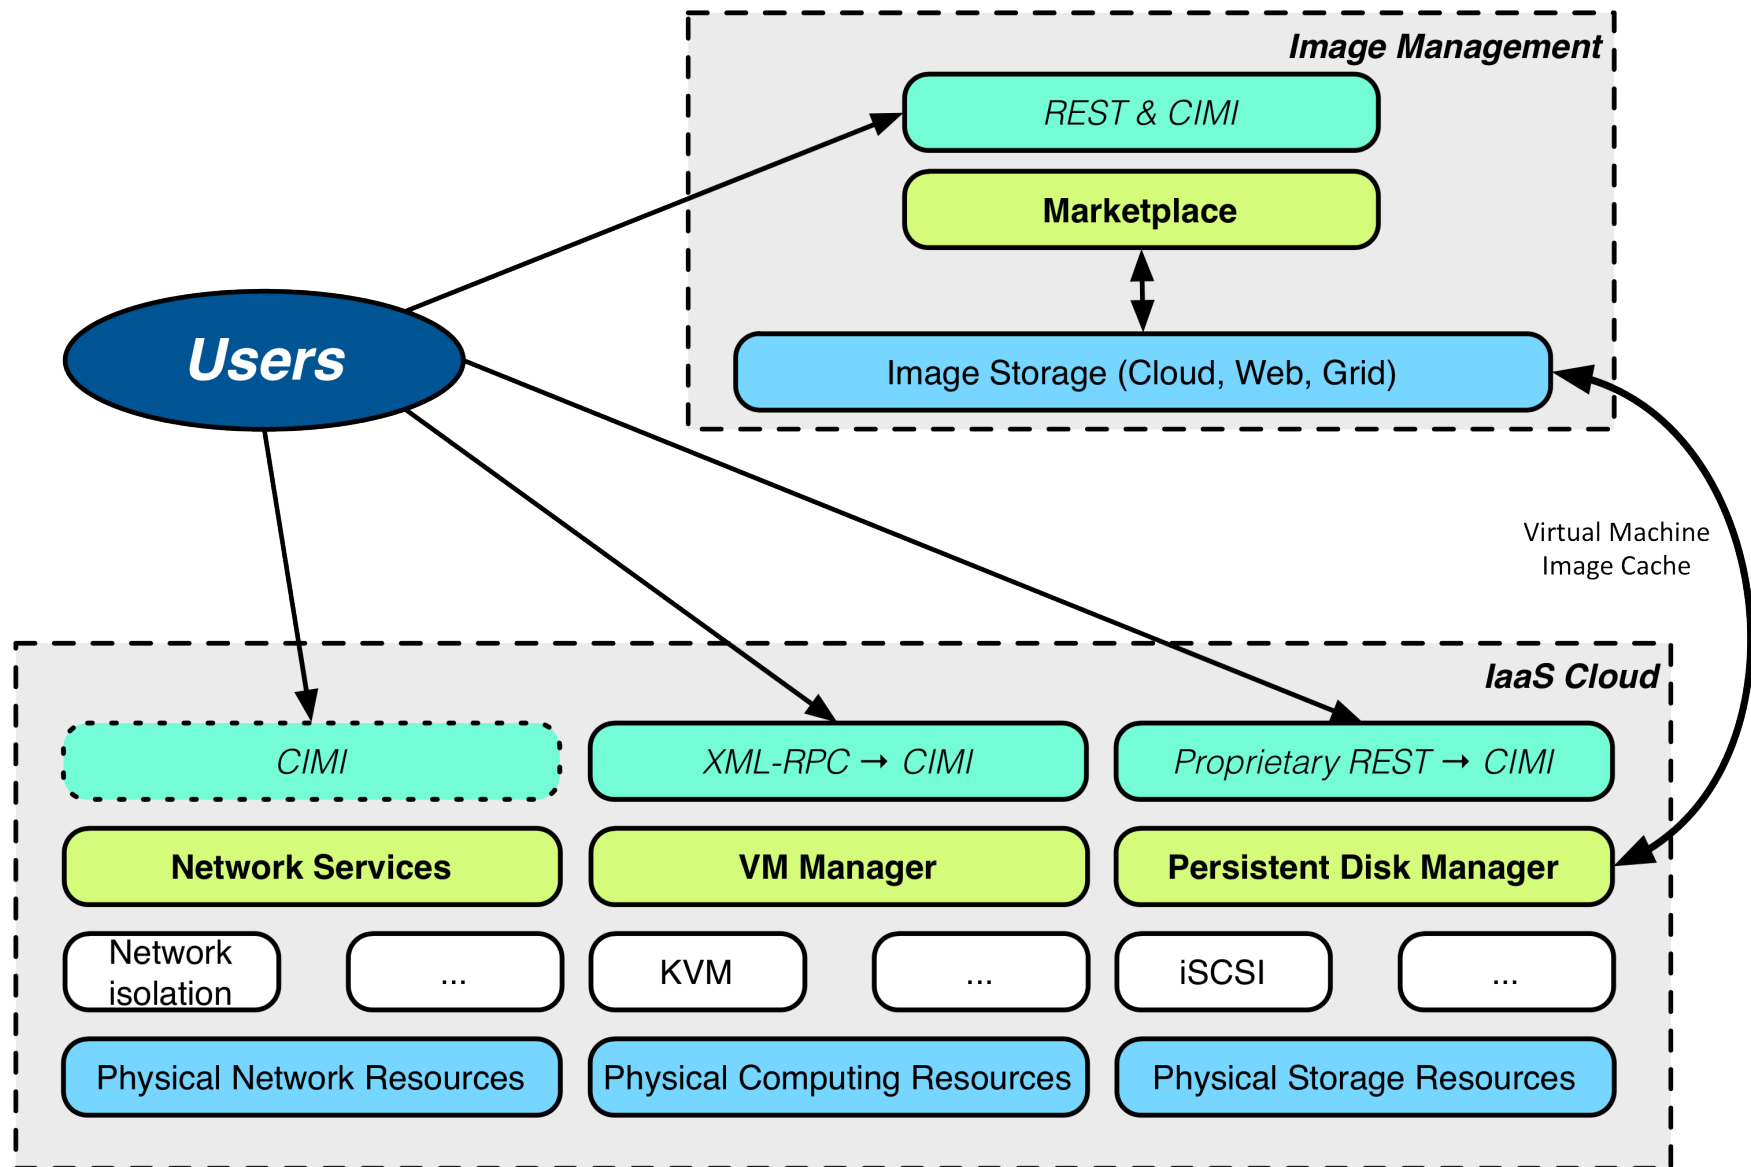 Image Management
REST & CIMI
Marketplace
Users
Image Storage (Cloud, Web, Grid)
Virtual Machine
Image Cache
IaaS Cloud
CIMI
XML-RPC → CIMI
Proprietary REST → CIMI
Network Services
VM Manager
Persistent Disk Manager
Network
isolation
...
KVM
...
iSCSI
...
Physical Network Resources
Physical Computing Resources
Physical Storage Resources